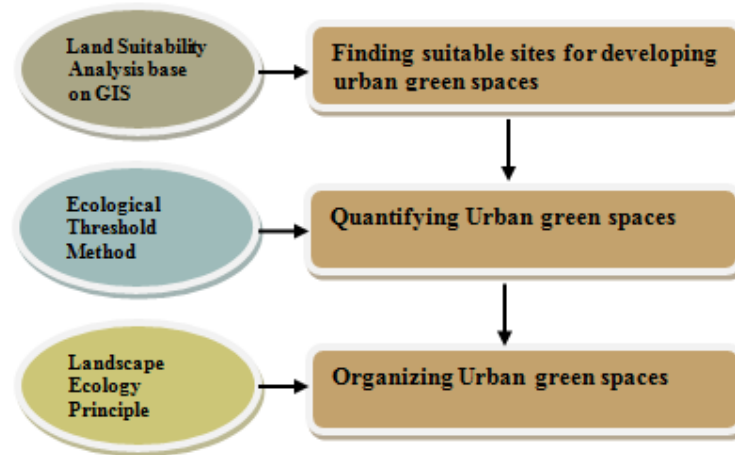 Land Suitability
Analysis base
on GIS
Finding suitable sites for developing
urban green spaces
Ecological
Threshold
Method
Quantifying Urban green spaces
Landscape
Ecology
Principle
Organizing Urban green spaces